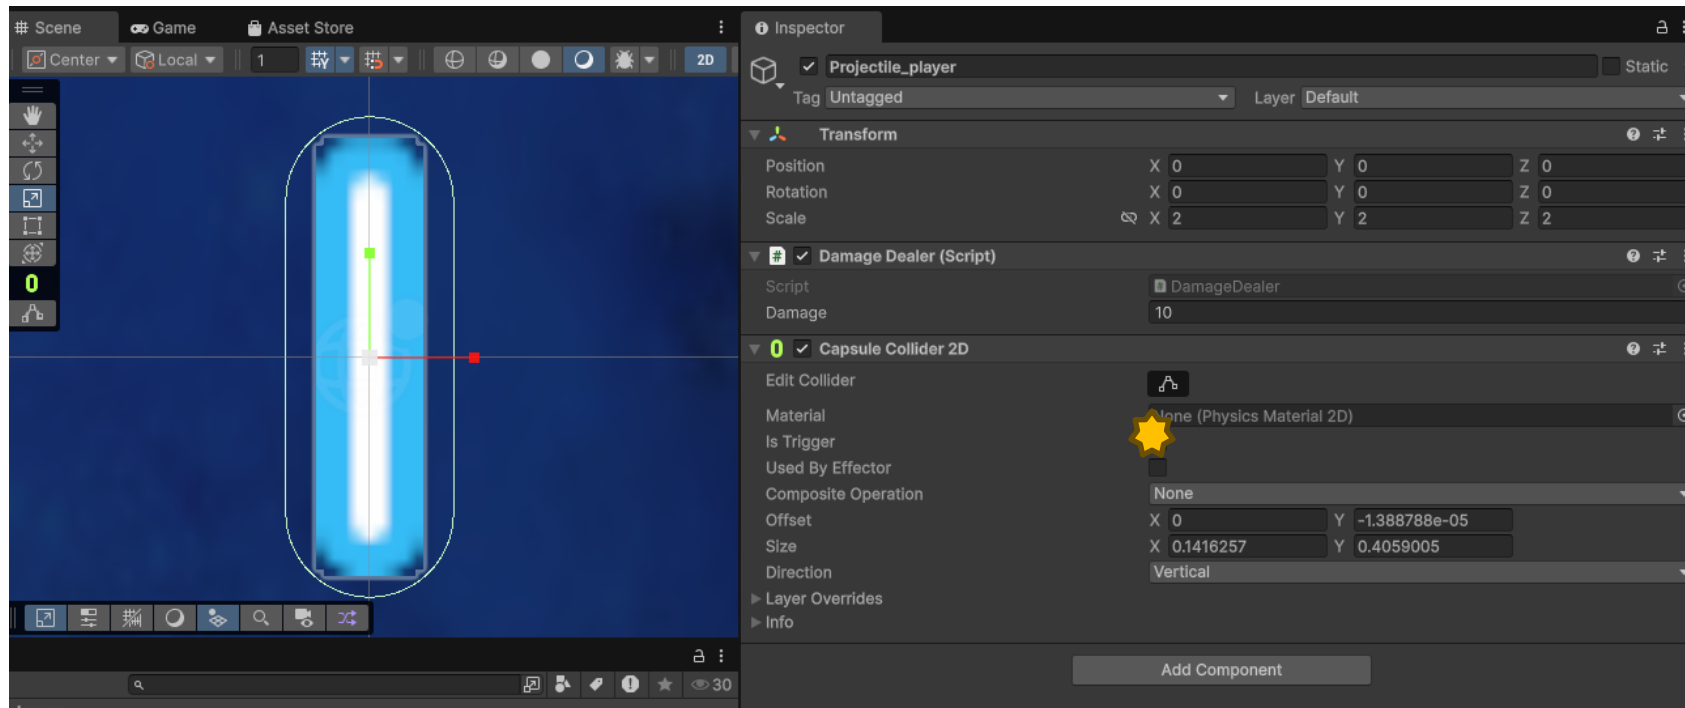 Scene Game Asset Store
Center Local 1 2D
30
Inspector
Projectile_player Static
Tag Untagged Layer Default
Transform
Position X 0 Y 0 Z 0
Rotation X 0 Y 0 Z 0
Scale X 2 Y 2 Z 2
Damage Dealer (Script)
Script DamageDealer
Damage 10
Capsule Collider 2D
Edit Collider
Material None (Physics Material 2D)
Is Trigger
Used By Effector
Composite Operation None
Offset X 0 Y -1.388788e-05
Size X 0.1416257 Y 0.4059005
Direction Vertical
Layer Overrides
Info
Add Component